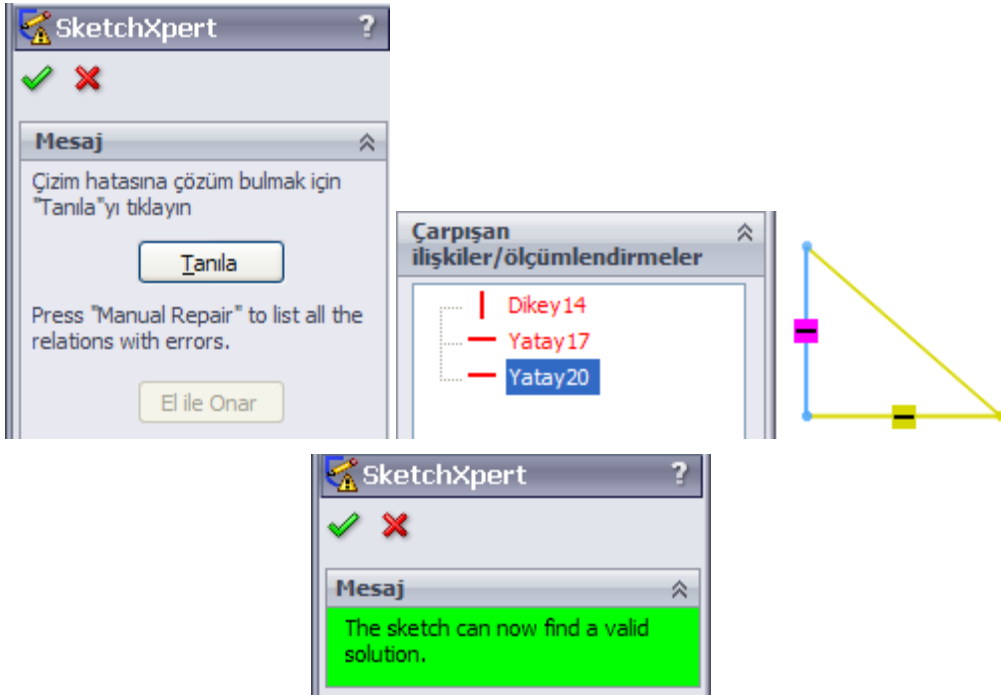 SketchXpert ?
Mesaj
Çizim hatasına çözüm bulmak için
"Tanıla"yı tıklayın
Tanıla
Press "Manual Repair" to list all the
relations with errors.
El ile Onar
Çarpışan
ilişkiler/ölçümlendirmeler
Dikey14
Yatay17
Yatay20
SketchXpert ?
Mesaj
The sketch can now find a valid
solution.